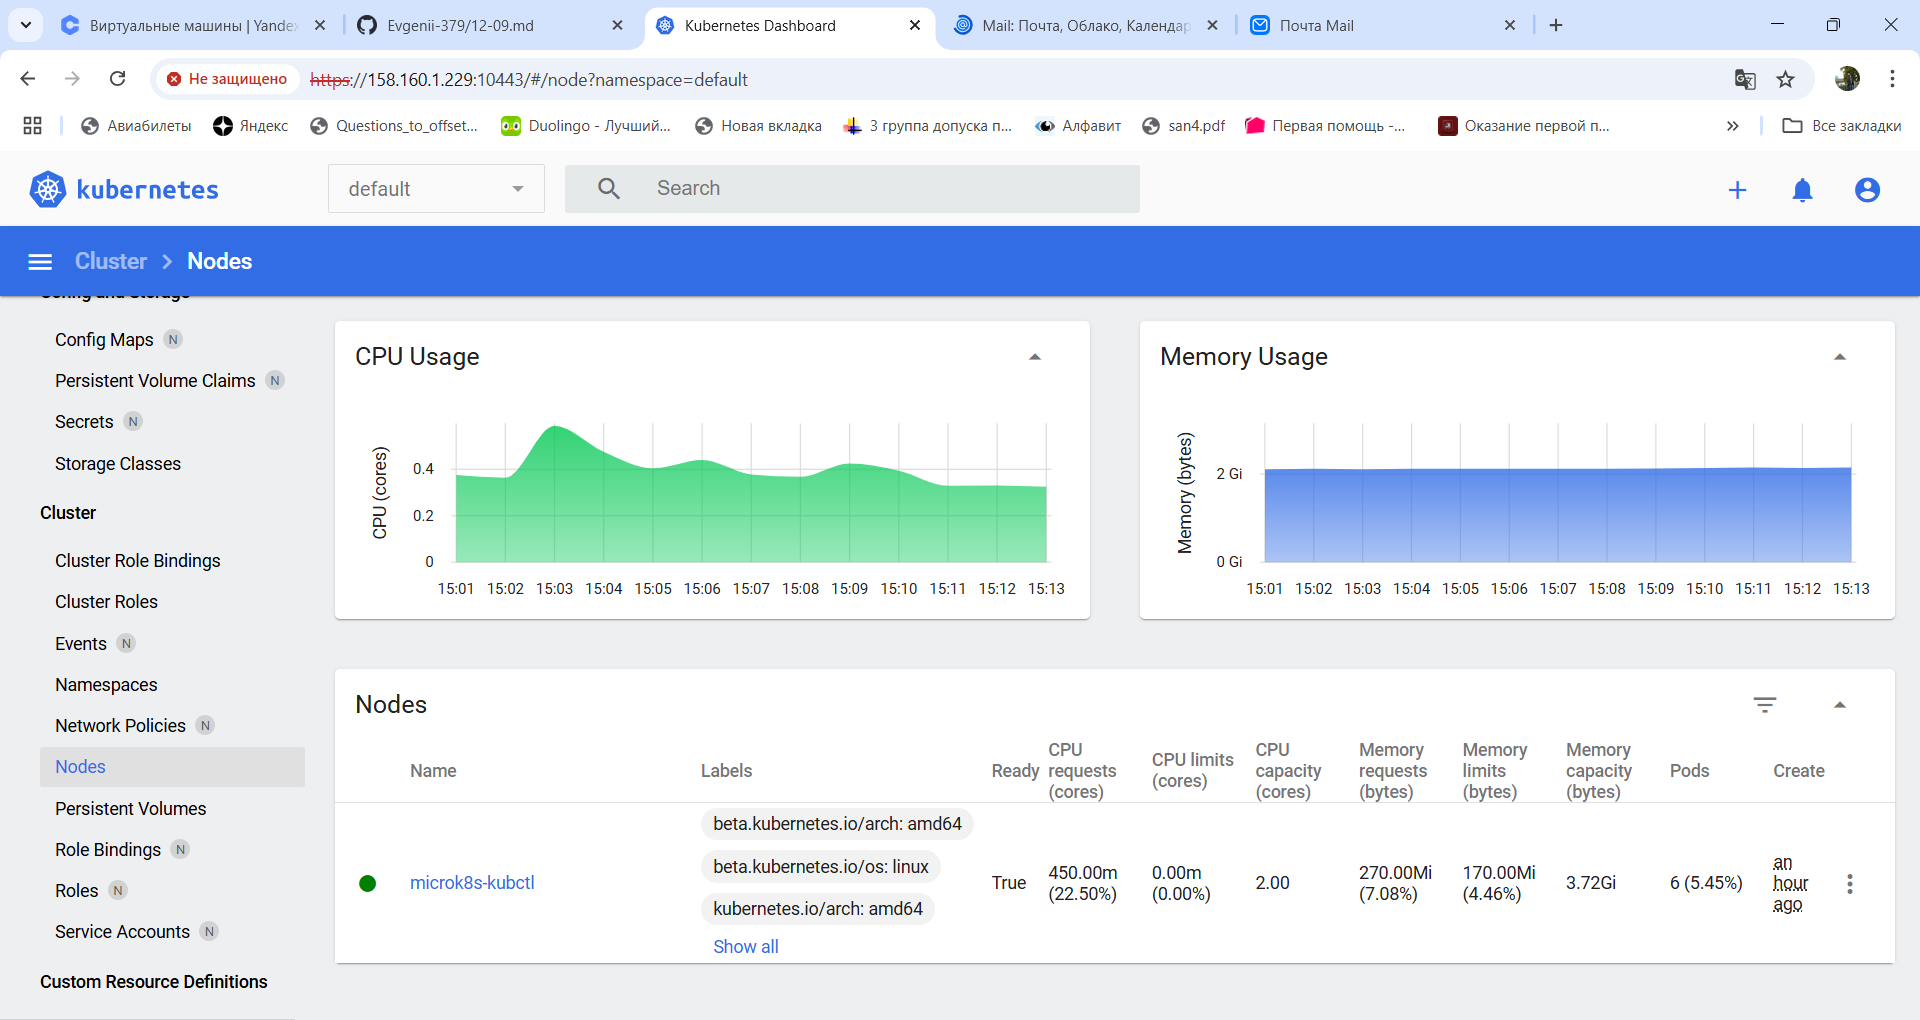 Виртуальные машины | Yande
Evgenii-379/12-09.md
Kubernetes Dashboard
Mail: Почта, Облако, Календар
Почта Mail
Не защищено
https://158.160.1.229:10443/#/node?namespace=default
Авиабилеты
Яндекс
Questions_to_offset...
Duolingo - Лучший...
Новая вкладка
3 группа допуска п...
Алфавит
san4.pdf
Первая помощь -...
Оказание первой п...
»
Все закладки
kubernetes
default
Search
Cluster > Nodes
Config and Storage
Config Maps N
Persistent Volume Claims N
Secrets N
Storage Classes
Cluster
Cluster Role Bindings
Cluster Roles
Events N
Namespaces
Network Policies N
Nodes
Persistent Volumes
Role Bindings N
Roles N
Service Accounts N
Custom Resource Definitions
CPU Usage
CPU (cores)
0.4
0.2
0
15:01 15:02 15:03 15:04 15:05 15:06 15:07 15:08 15:09 15:10 15:11 15:12 15:13
Memory Usage
Memory (bytes)
2 Gi
0 Gi
15:01 15:02 15:03 15:04 15:05 15:06 15:07 15:08 15:09 15:10 15:11 15:12 15:13
Nodes
Name
Labels
Ready
CPU
requests
(cores)
CPU limits
(cores)
CPU
capacity
(cores)
Memory
requests
(bytes)
Memory
limits
(bytes)
Memory
capacity
(bytes)
Pods
Create
microk8s-kubctl
beta.kubernetes.io/arch: amd64
beta.kubernetes.io/os: linux
kubernetes.io/arch: amd64
Show all
True
450.00m
(22.50%)
0.00m
(0.00%)
2.00
270.00Mi
(7.08%)
170.00Mi
(4.46%)
3.72Gi
6 (5.45%)
an
hour
ago